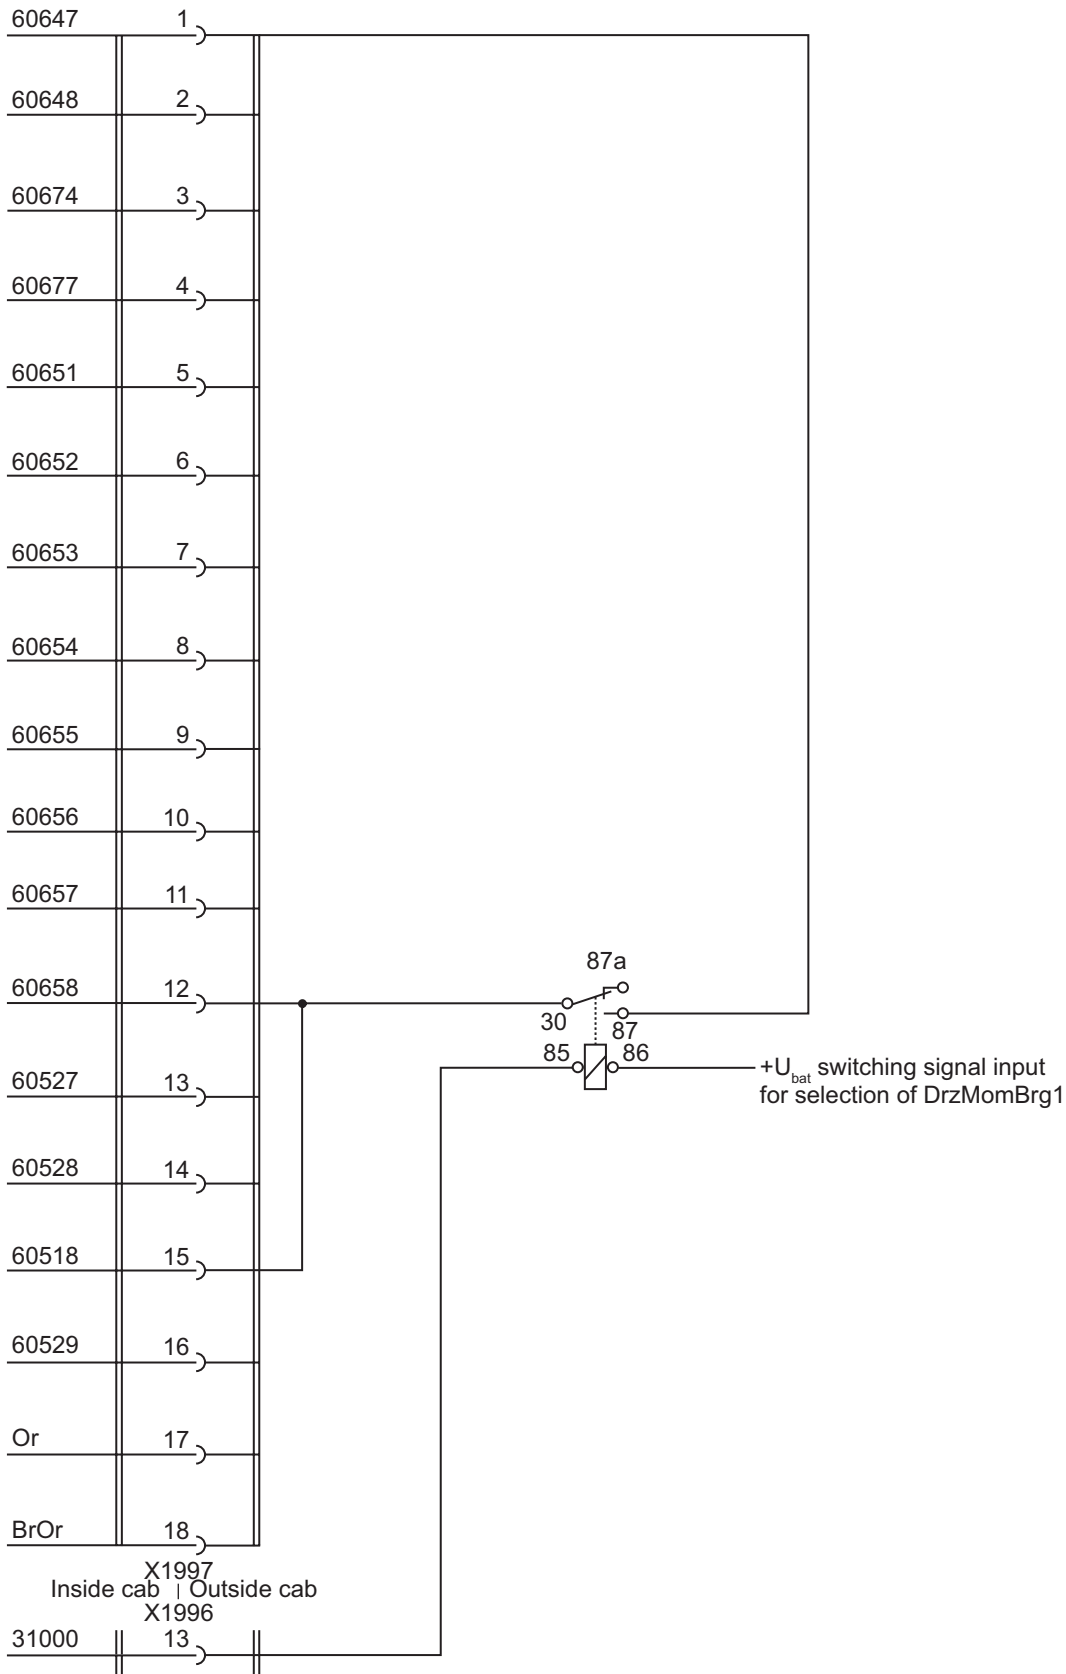 60647 1
60648 2
60674 3
60677 4
60651 5
60652 6
60653 7
60654 8
60655 9
60656 10
60657 11
87a
60658 12
30 87
85 86
+Ubat switching signal input
for selection of DrzMomBrg1
60527 13
60528 14
60518 15
60529 16
Or 17
BrOr 18
X1997
Inside cab | Outside cab
X1996
31000 13